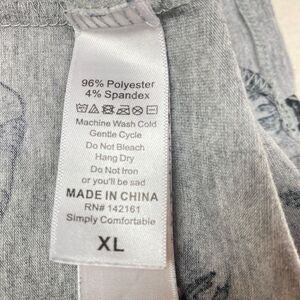 96% Polyester
4% Spandex
Machine Wash Cold
Gentle Cycle
Do Not Bleach
Hang Dry
Do Not Iron
or you'll be sad
MADE IN CHINA
RN# 142161
Simply Comfortable
XL